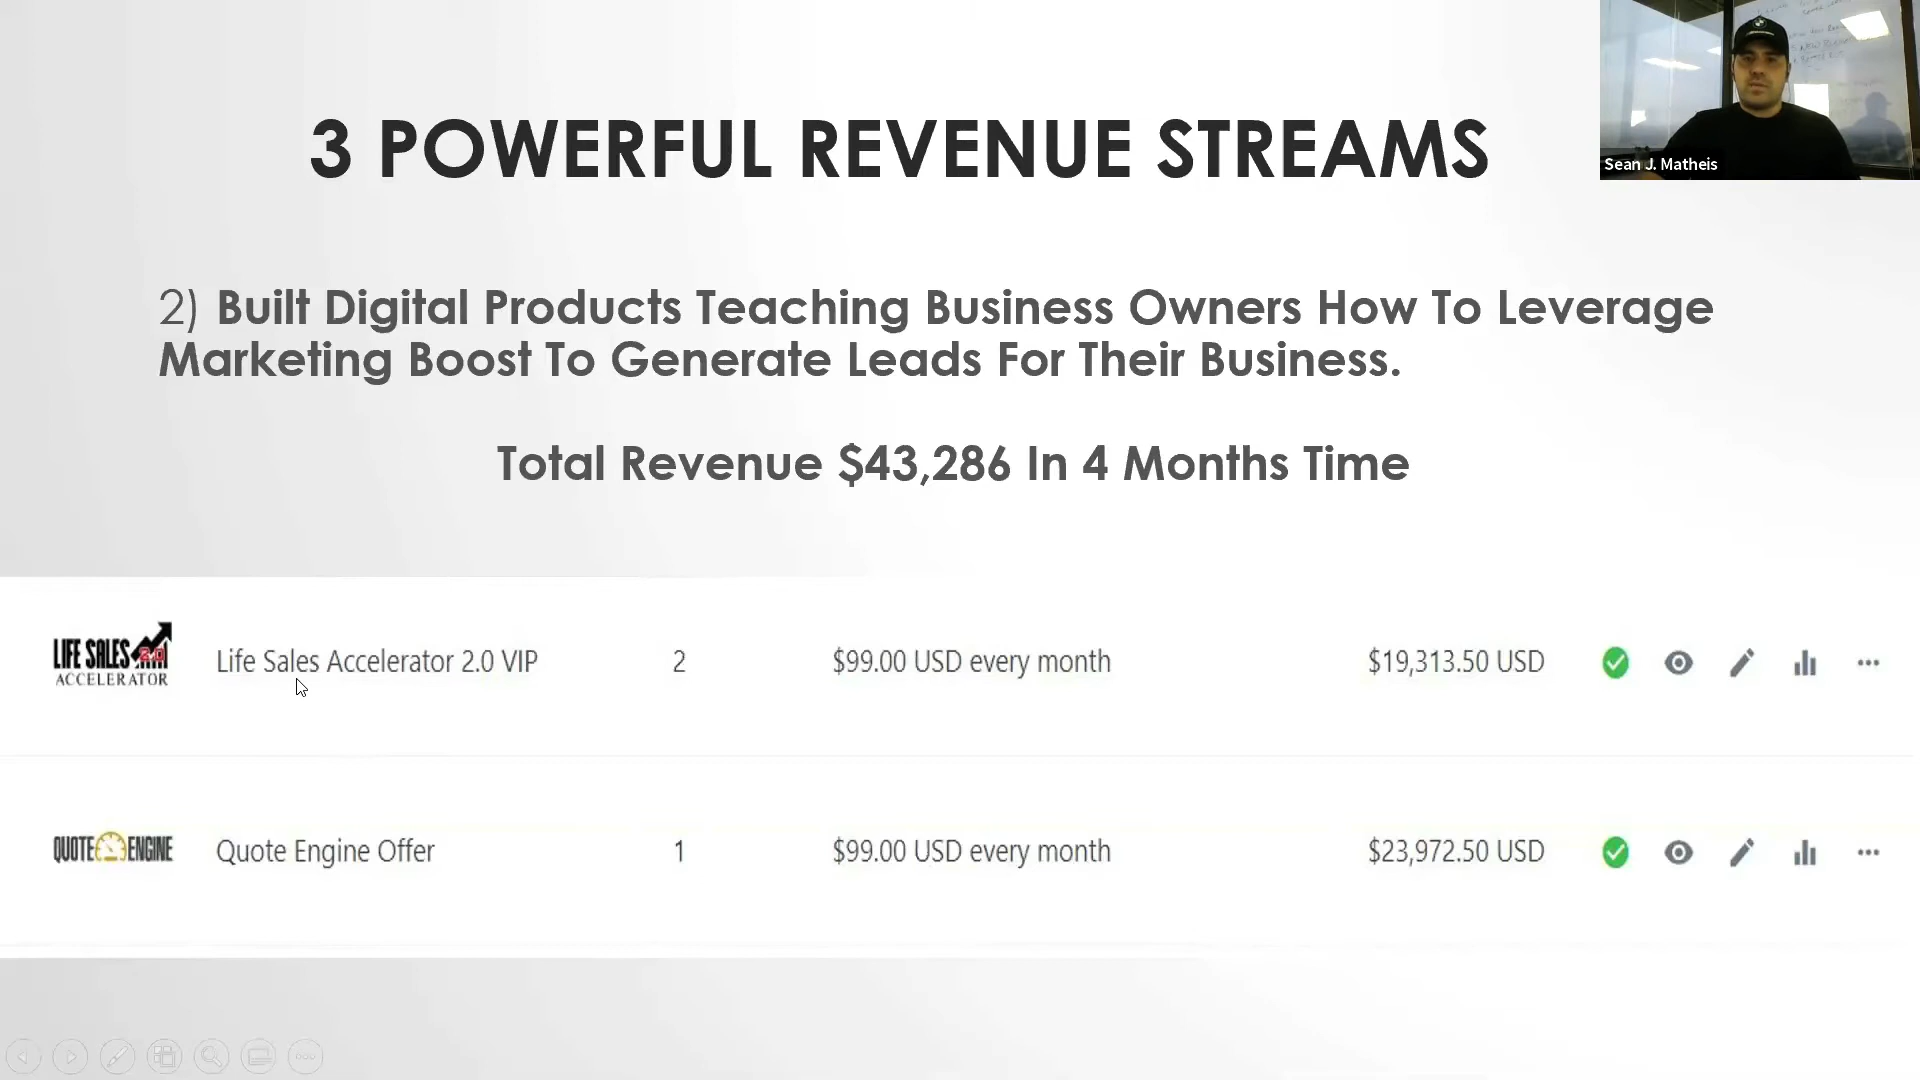 3 POWERFUL REVENUE STREAMS
Sean J. Matheis
2) Built Digital Products Teaching Business Owners How To Leverage
Marketing Boost To Generate Leads For Their Business.
Total Revenue $43,286 In 4 Months Time
LIFE SALES 2.0
ACCELERATOR
Life Sales Accelerator 2.0 VIP
2
$99.00 USD every month
$19,313.50 USD
QUOTE ENGINE
Quote Engine Offer
1
$99.00 USD every month
$23,972.50 USD